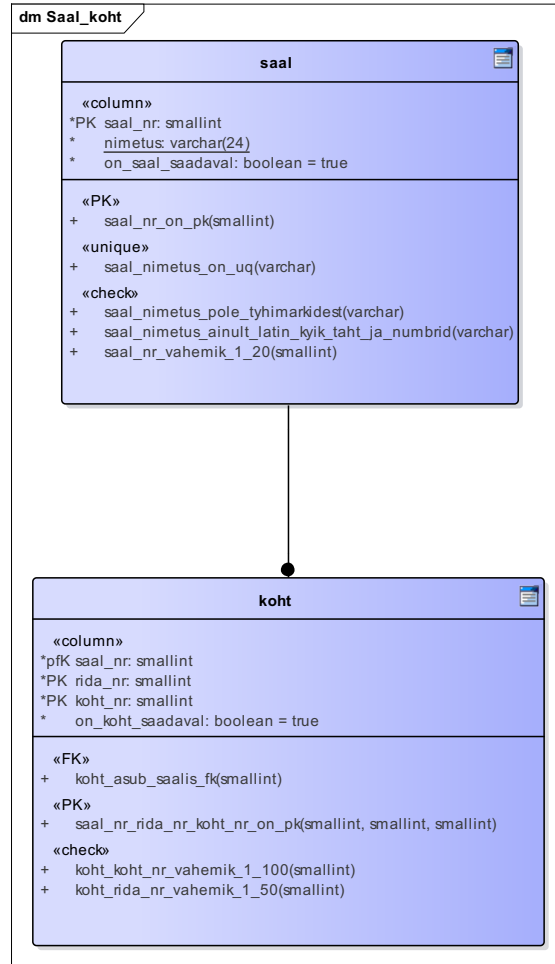 dm Saal_koht
saal
«column»
*PK saal_nr: smallint
* nimetus: varchar(24)
* on_saal_saadaval: boolean = true
«PK»
+ saal_nr_on_pk(smallint)
«unique»
+ saal_nimetus_on_uq(varchar)
«check»
+ saal_nimetus_pole_tyhimarkidest(varchar)
+ saal_nimetus_ainult_latin_kyik_taht_ja_numbrid(varchar)
+ saal_nr_vahemik_1_20(smallint)
koht
«column»
*pfK saal_nr: smallint
*PK rida_nr: smallint
*PK koht_nr: smallint
* on_koht_saadaval: boolean = true
«FK»
+ koht_asub_saalis_fk(smallint)
«PK»
+ saal_nr_rida_nr_koht_nr_on_pk(smallint, smallint, smallint)
«check»
+ koht_koht_nr_vahemik_1_100(smallint)
+ koht_rida_nr_vahemik_1_50(smallint)